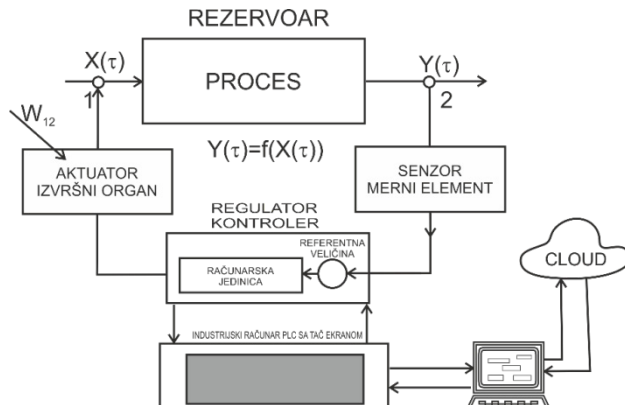 REZERVOAR
X(τ)
PROCES
Y(τ)
1
2
W₁₂
Y(τ)=f(X(τ))
AKTUATOR
IZVRŠNI ORGAN
SENZOR
MERNI ELEMENT
REGULATOR
KONTROLER
REFERENTNA
VELIČINA
RAČUNARSKA
JEDINICA
CLOUD
INDUSTRIJSKI RAČUNAR PLC SA TAČ EKRANOM